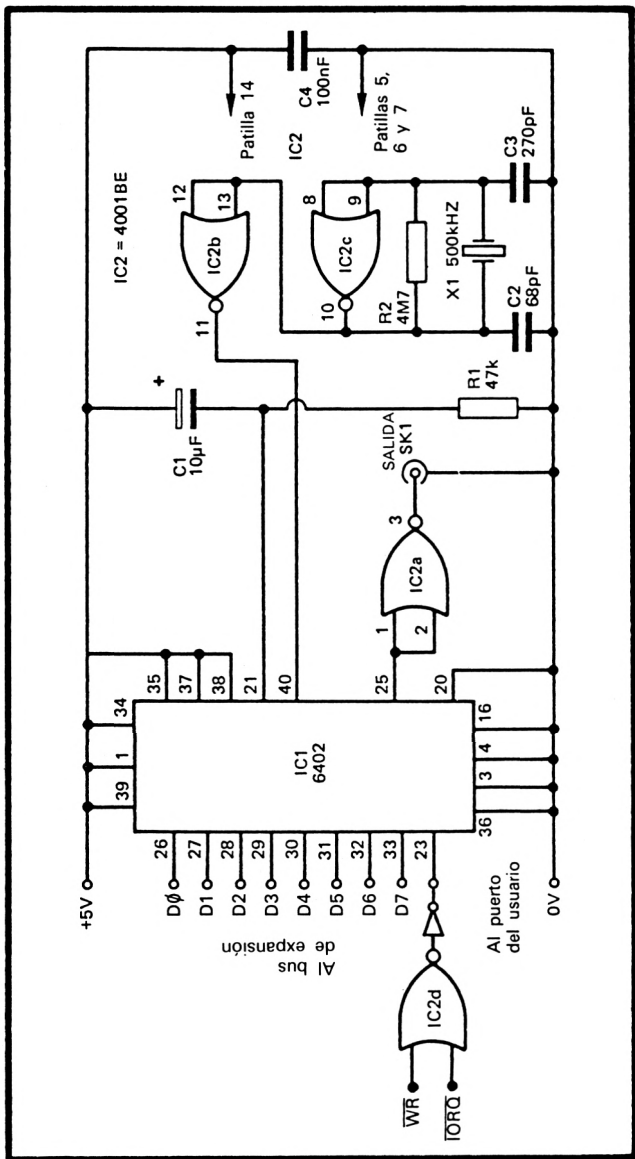 +5V
Patilla 14
C4
100nF
IC2
Patillas 5,
6 y 7
IC2 = 4001BE
12
13
IC2b
11
8
9
IC2c
10
R2
4M7
X1 500kHZ
C3
270pF
C2
68pF
+
C1
10µF
R1
47k
SALIDA
SK1
3
IC2a
1
2
34
1
39
35
37
38
21
40
25
20
IC1
6402
16
4
3
36
26
27
28
29
30
31
32
33
23
DØ
D1
D2
D3
D4
D5
D6
D7
Al bus
de expansión
Al puerto
del usuario
0V
IC2d
W̅R̅
I̅O̅R̅Q̅